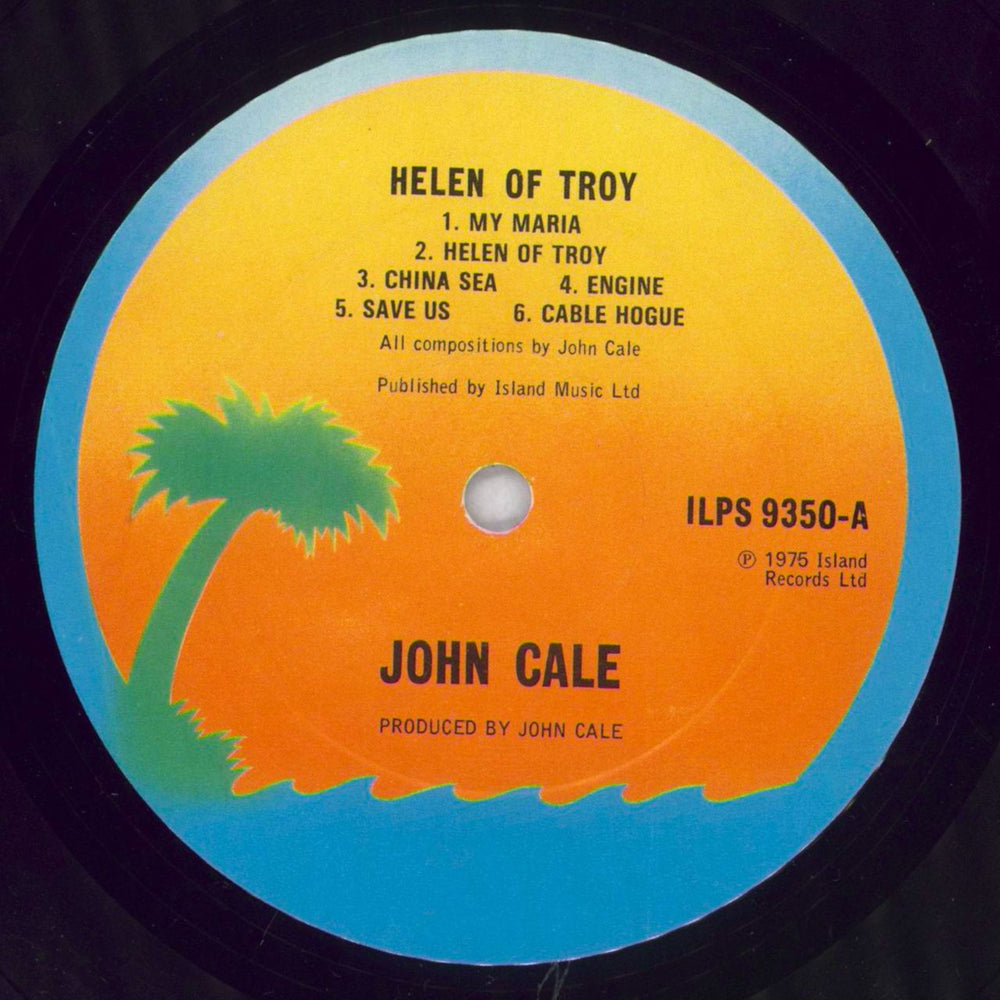 HELEN OF TROY
1. MY MARIA
2. HELEN OF TROY
3. CHINA SEA 4. ENGINE
5. SAVE US 6. CABLE HOGUE
All compositions by John Cale
Published by Island Music Ltd
ILPS 9350-A
℗ 1975 Island
Records Ltd
JOHN CALE
PRODUCED BY JOHN CALE